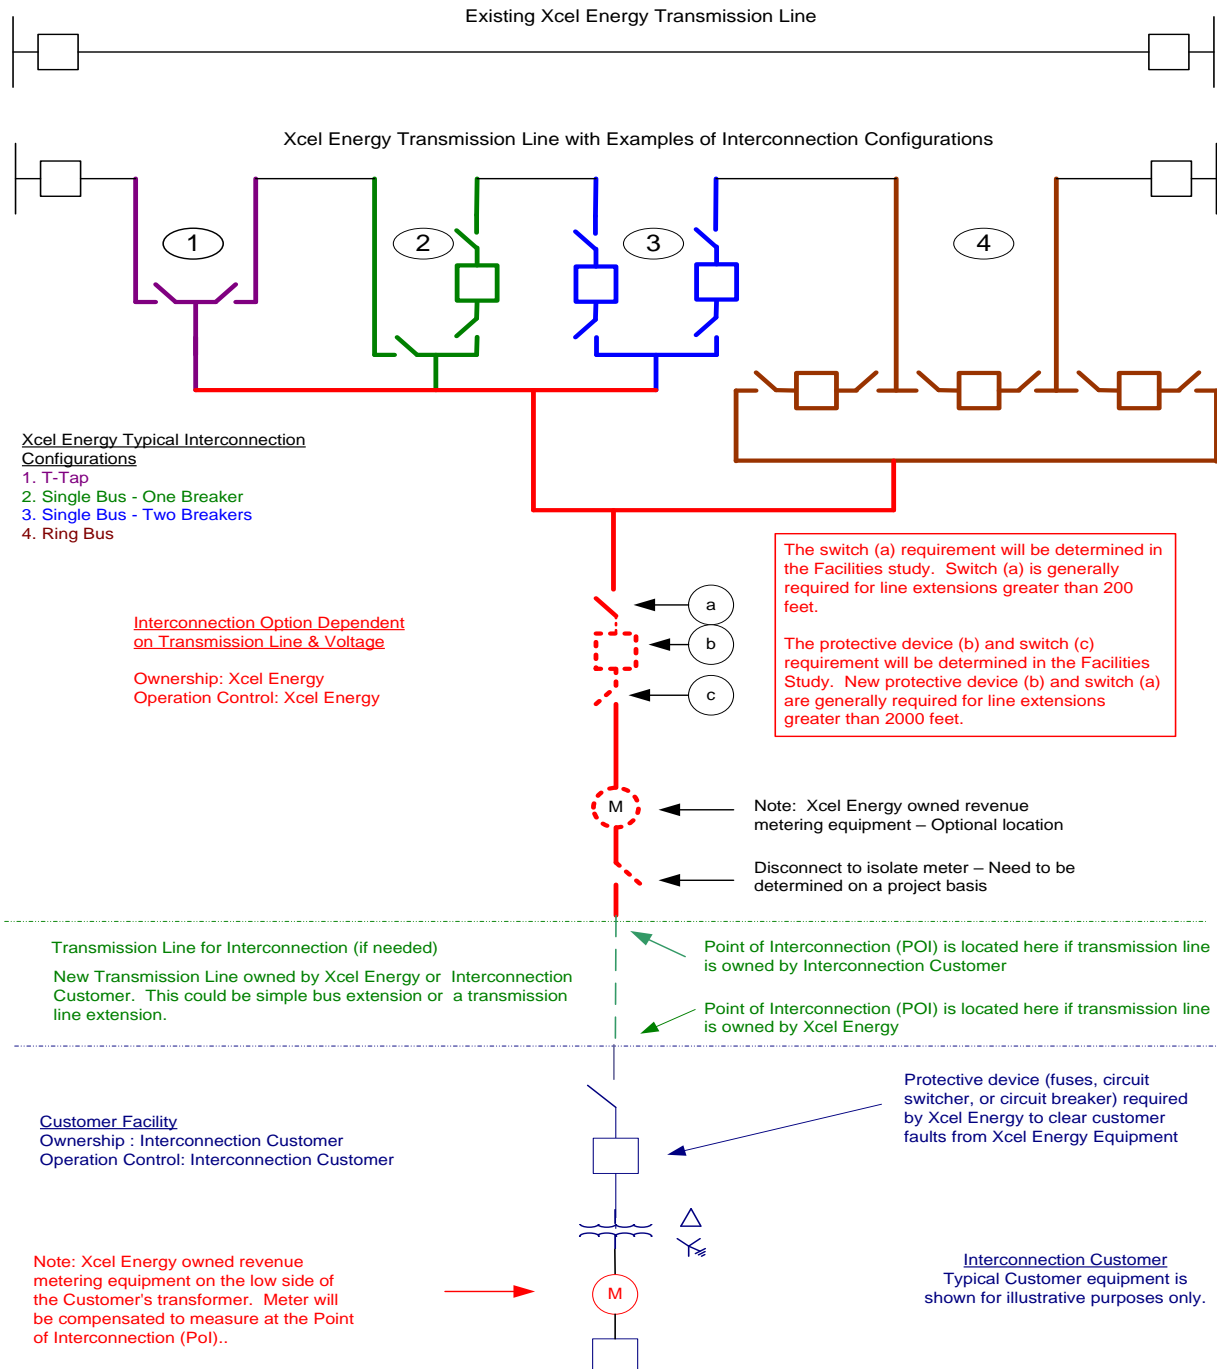 Existing Xcel Energy Transmission Line
Xcel Energy Transmission Line with Examples of Interconnection Configurations
1
2
3
4
Xcel Energy Typical Interconnection
Configurations
1. T-Tap
2. Single Bus - One Breaker
3. Single Bus - Two Breakers
4. Ring Bus
The switch (a) requirement will be determined in
the Facilities study.  Switch (a) is generally
required for line extensions greater than 200
feet.
The protective device (b) and switch (c)
requirement will be determined in the Facilities
Study.  New protective device (b) and switch (a)
are generally required for line extensions
greater than 2000 feet.
Interconnection Option Dependent
on Transmission Line & Voltage
Ownership: Xcel Energy
Operation Control: Xcel Energy
a
b
c
M
Note:  Xcel Energy owned revenue
metering equipment – Optional location
Disconnect to isolate meter – Need to be
determined on a project basis
Transmission Line for Interconnection (if needed)
New Transmission Line owned by Xcel Energy or  Interconnection
Customer.  This could be simple bus extension or  a transmission
line extension.
Point of Interconnection (POI) is located here if transmission line
is owned by Interconnection Customer
Point of Interconnection (POI) is located here if transmission line
is owned by Xcel Energy
Customer Facility
Ownership : Interconnection Customer
Operation Control: Interconnection Customer
Protective device (fuses, circuit
switcher, or circuit breaker) required
by Xcel Energy to clear customer
faults from Xcel Energy Equipment
Note: Xcel Energy owned revenue
metering equipment on the low side of
the Customer's transformer.  Meter will
be compensated to measure at the Point
of Interconnection (PoI)..
M
Interconnection Customer
Typical Customer equipment is
shown for illustrative purposes only.